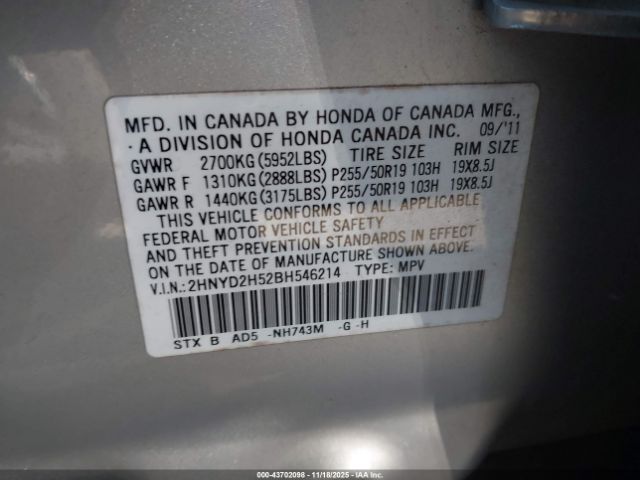 MFD. IN CANADA BY HONDA OF CANADA MFG.,
A DIVISION OF HONDA CANADA INC. 09/'11
GVWR 2700KG(5952LBS) TIRE SIZE RIM SIZE
GAWR F 1310KG(2888LBS) P255/50R19 103H 19X8.5J
GAWR R 1440KG(3175LBS) P255/50R19 103H 19X8.5J
THIS VEHICLE CONFORMS TO ALL APPLICABLE
FEDERAL MOTOR VEHICLE SAFETY
AND THEFT PREVENTION STANDARDS IN EFFECT
ON THE DATE OF MANUFACTURE SHOWN ABOVE.
V.I.N.: 2HNYD2H52BH546214 TYPE: MPV
STX B AD5 -NH743M -G -H
00-43702098 - 11/18/2025 - IAA, Inc.